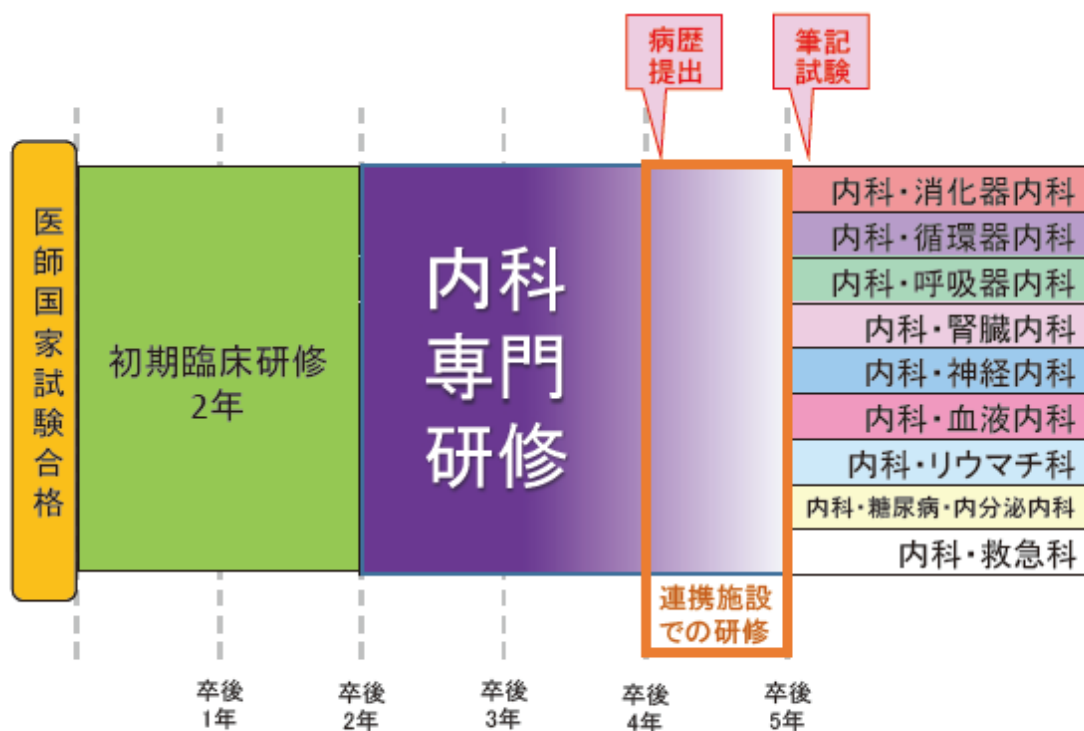 病歴
提出
筆記
試験
医師国家試験合格
初期臨床研修
2年
内科
専門
研修
内科・消化器内科
内科・循環器内科
内科・呼吸器内科
内科・腎臓内科
内科・神経内科
内科・血液内科
内科・リウマチ科
内科・糖尿病・内分泌内科
内科・救急科
連携施設
での研修
卒後
1年
卒後
2年
卒後
3年
卒後
4年
卒後
5年